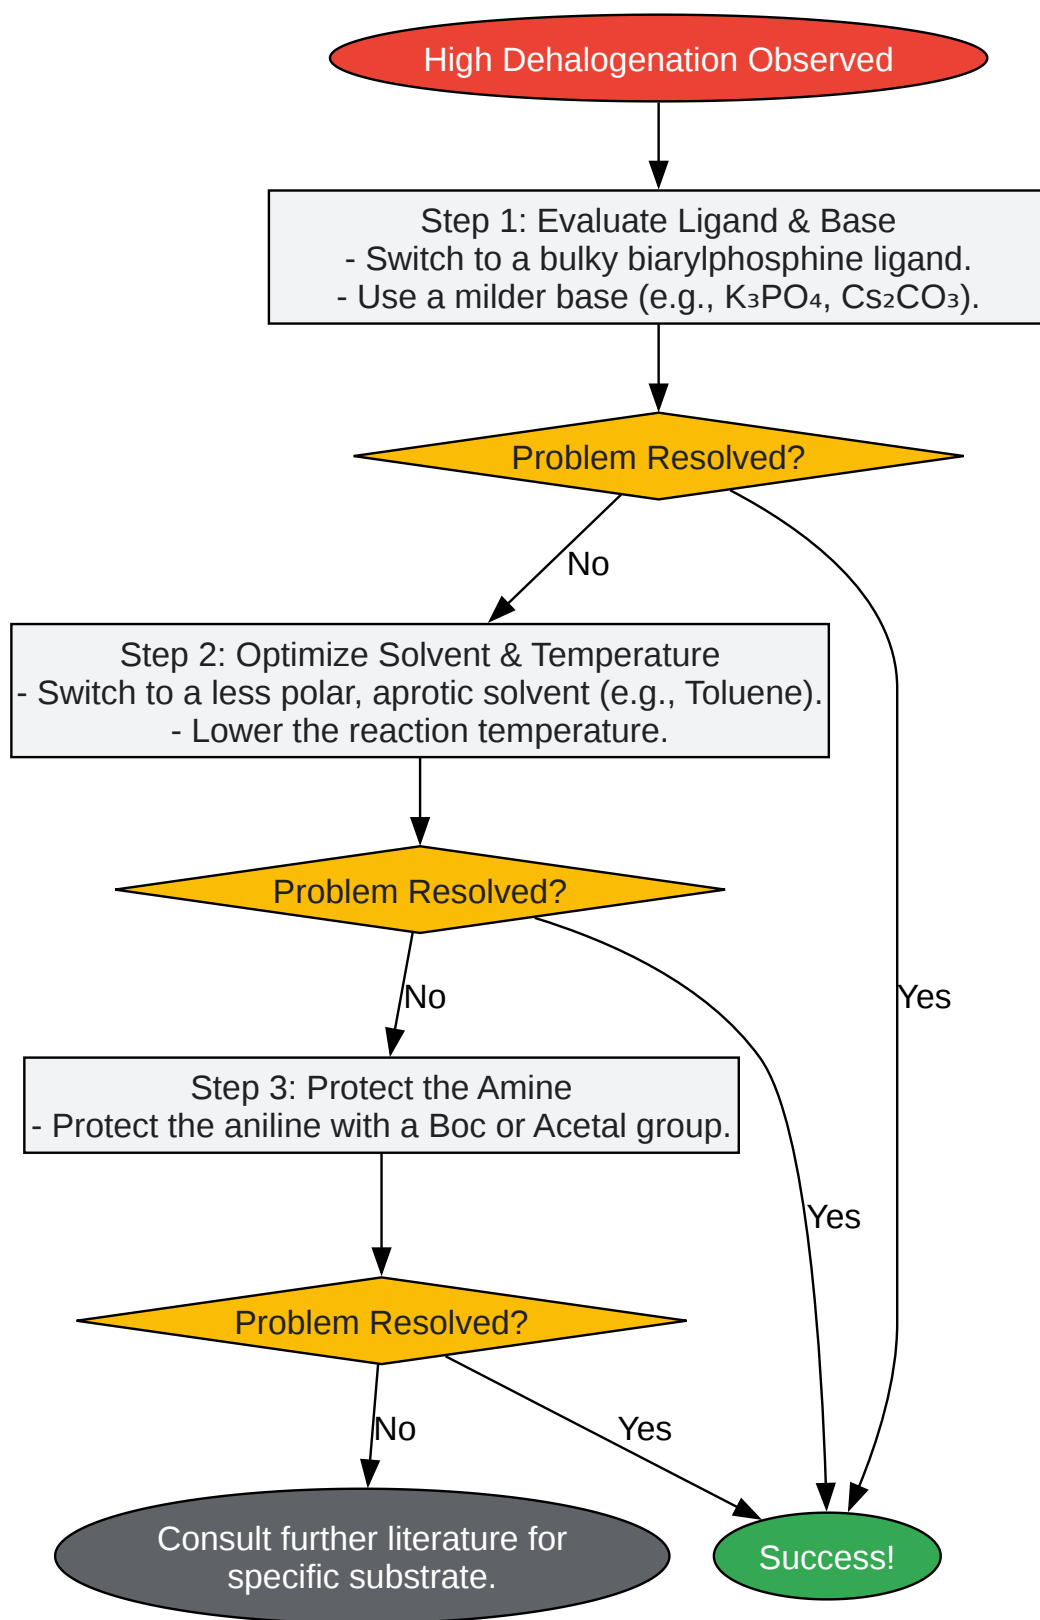 High Dehalogenation Observed
Step 1: Evaluate Ligand & Base
- Switch to a bulky biarylphosphine ligand.
- Use a milder base (e.g., K₃PO₄, Cs₂CO₃).
Problem Resolved?
No
Step 2: Optimize Solvent & Temperature
- Switch to a less polar, aprotic solvent (e.g., Toluene).
- Lower the reaction temperature.
Problem Resolved?
No
Yes
Step 3: Protect the Amine
- Protect the aniline with a Boc or Acetal group.
Yes
Problem Resolved?
No
Yes
Consult further literature for
specific substrate.
Success!